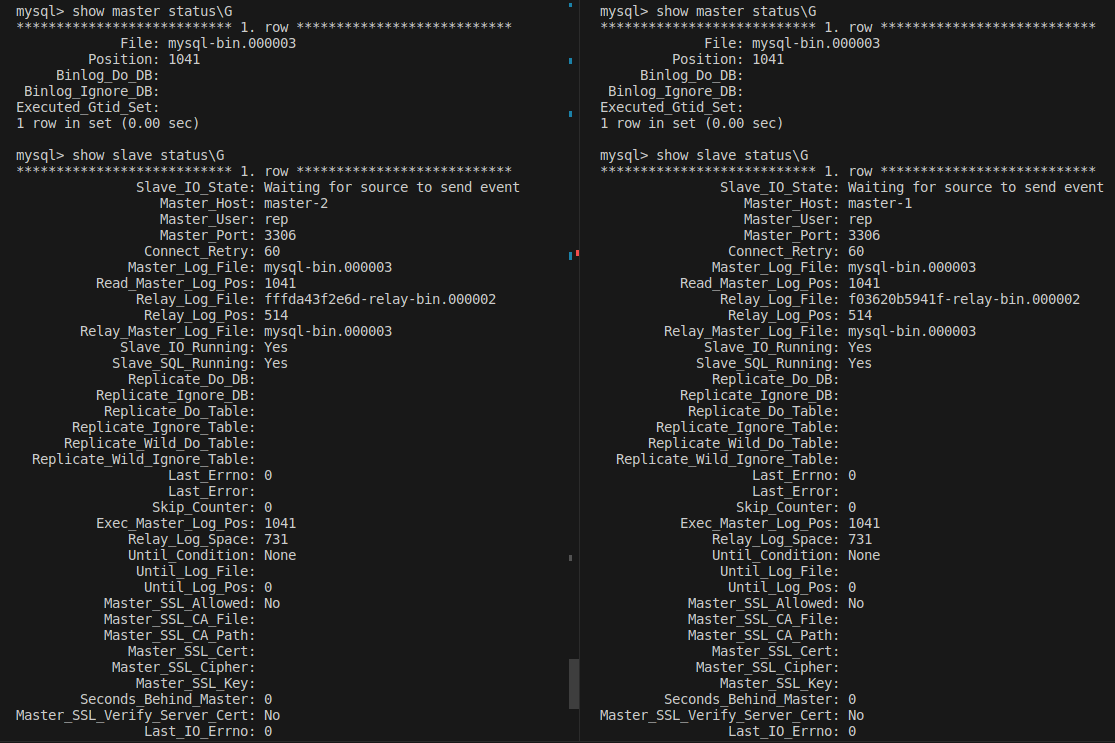 mysql> show master status\G
*************************** 1. row ***************************
             File: mysql-bin.000003
         Position: 1041
     Binlog_Do_DB:
 Binlog_Ignore_DB:
Executed_Gtid_Set:
1 row in set (0.00 sec)

mysql> show slave status\G
*************************** 1. row ***************************
               Slave_IO_State: Waiting for source to send event
                  Master_Host: master-2
                  Master_User: rep
                  Master_Port: 3306
                Connect_Retry: 60
              Master_Log_File: mysql-bin.000003
          Read_Master_Log_Pos: 1041
               Relay_Log_File: fffda43f2e6d-relay-bin.000002
                Relay_Log_Pos: 514
        Relay_Master_Log_File: mysql-bin.000003
             Slave_IO_Running: Yes
            Slave_SQL_Running: Yes
              Replicate_Do_DB:
          Replicate_Ignore_DB:
           Replicate_Do_Table:
       Replicate_Ignore_Table:
      Replicate_Wild_Do_Table:
  Replicate_Wild_Ignore_Table:
                   Last_Errno: 0
                   Last_Error:
                 Skip_Counter: 0
          Exec_Master_Log_Pos: 1041
              Relay_Log_Space: 731
              Until_Condition: None
               Until_Log_File:
                Until_Log_Pos: 0
           Master_SSL_Allowed: No
           Master_SSL_CA_File:
           Master_SSL_CA_Path:
              Master_SSL_Cert:
            Master_SSL_Cipher:
               Master_SSL_Key:
        Seconds_Behind_Master: 0
Master_SSL_Verify_Server_Cert: No
                Last_IO_Errno: 0
mysql> show master status\G
*************************** 1. row ***************************
             File: mysql-bin.000003
         Position: 1041
     Binlog_Do_DB:
 Binlog_Ignore_DB:
Executed_Gtid_Set:
1 row in set (0.00 sec)

mysql> show slave status\G
*************************** 1. row ***************************
               Slave_IO_State: Waiting for source to send event
                  Master_Host: master-1
                  Master_User: rep
                  Master_Port: 3306
                Connect_Retry: 60
              Master_Log_File: mysql-bin.000003
          Read_Master_Log_Pos: 1041
               Relay_Log_File: f03620b5941f-relay-bin.000002
                Relay_Log_Pos: 514
        Relay_Master_Log_File: mysql-bin.000003
             Slave_IO_Running: Yes
            Slave_SQL_Running: Yes
              Replicate_Do_DB:
          Replicate_Ignore_DB:
           Replicate_Do_Table:
       Replicate_Ignore_Table:
      Replicate_Wild_Do_Table:
  Replicate_Wild_Ignore_Table:
                   Last_Errno: 0
                   Last_Error:
                 Skip_Counter: 0
          Exec_Master_Log_Pos: 1041
              Relay_Log_Space: 731
              Until_Condition: None
               Until_Log_File:
                Until_Log_Pos: 0
           Master_SSL_Allowed: No
           Master_SSL_CA_File:
           Master_SSL_CA_Path:
              Master_SSL_Cert:
            Master_SSL_Cipher:
               Master_SSL_Key:
        Seconds_Behind_Master: 0
Master_SSL_Verify_Server_Cert: No
                Last_IO_Errno: 0